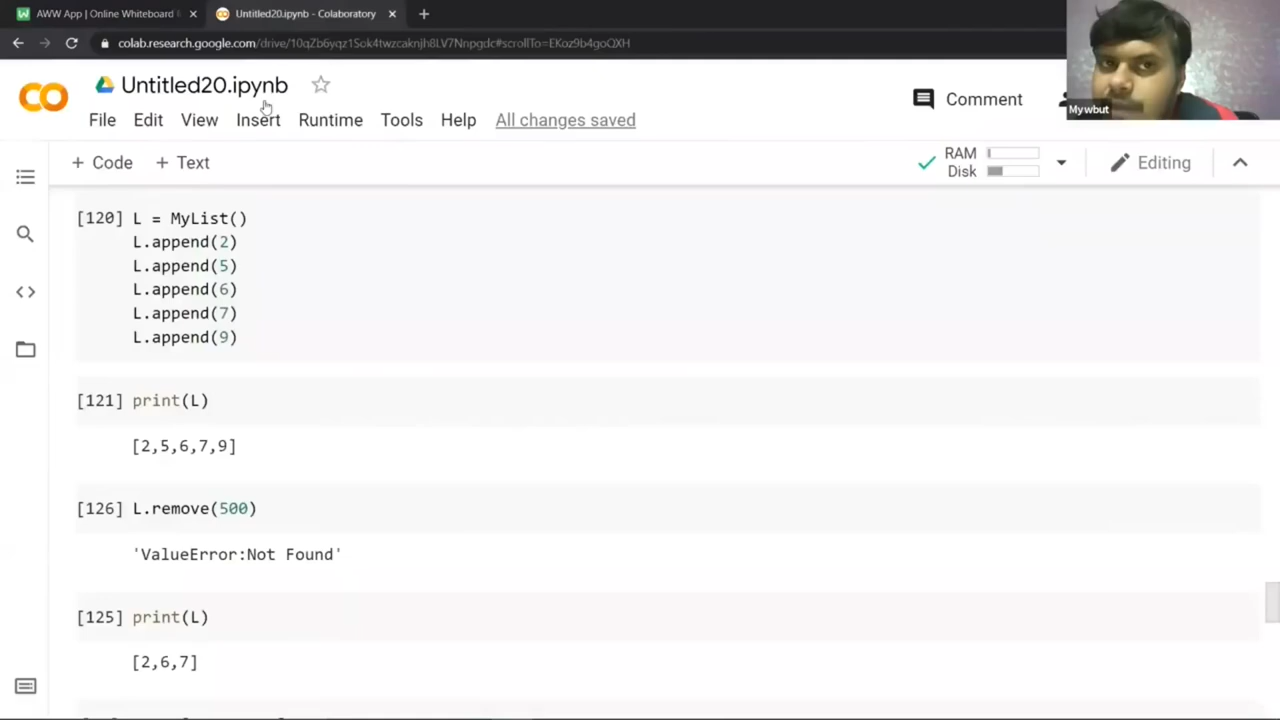 AWW App | Online Whiteboard
Untitled20.ipynb - Colaboratory
colab.research.google.com/drive/10qZb6yqz1Sok4twzcaknjh8LV7Nnpgdc#scrollTo=EKoz9b4goQXH
Mywbut
CO
Untitled20.ipynb
Comment
File Edit View Insert Runtime Tools Help All changes saved
+ Code + Text
RAM
Disk
Editing
[120] L = MyList()
L.append(2)
L.append(5)
L.append(6)
L.append(7)
L.append(9)
[121] print(L)
[2,5,6,7,9]
[126] L.remove(500)
'ValueError:Not Found'
[125] print(L)
[2,6,7]